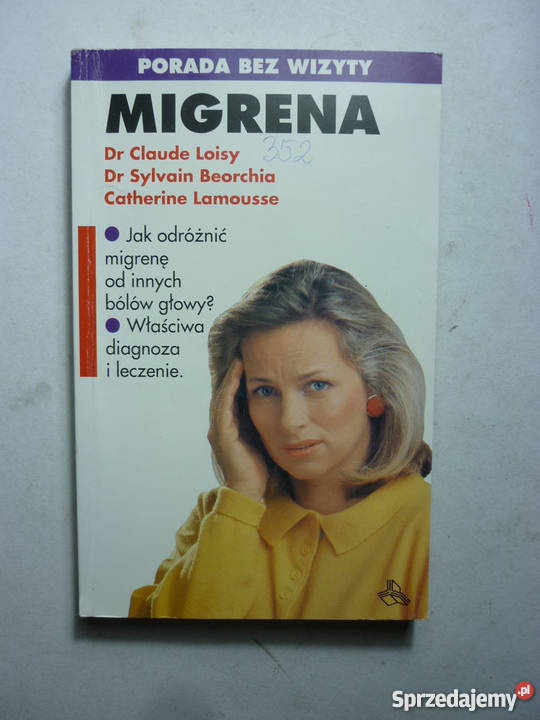 PORADA BEZ WIZYTY
MIGRENA
Dr Claude Loisy
352
Dr Sylvain Beorchia
Catherine Lamousse
● Jak odróżnić
migrenę
od innych
bólów głowy?
● Właściwa
diagnoza
i leczenie.
Sprzedajemy.pl